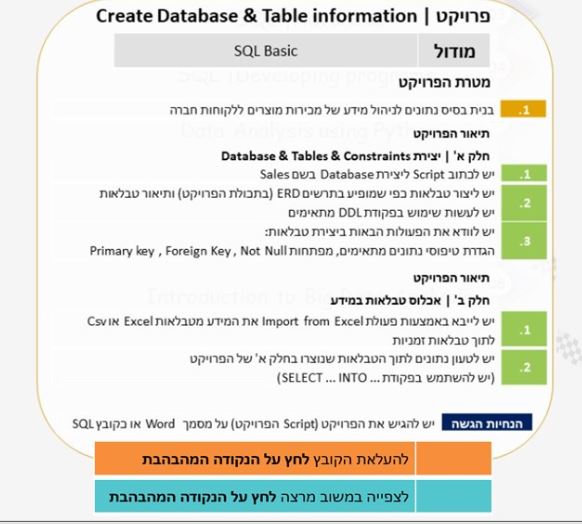 פרויקט | Create Database & Table information
מודול SQL Basic
מטרת הפרויקט
1. בנית בסיס נתונים לניהול מידע של מכירות מוצרים ללקוחות חברה
תיאור הפרויקט
חלק א' | יצירת Database & Tables & Constraints
1. יש לכתוב Script ליצירת Database בשם Sales
2. יש ליצור טבלאות כפי שמופיע בתרשים ERD (בתכולת הפרויקט) ותיאור טבלאות
יש לעשות שימוש בפקודת DDL מתאימים
3. יש לוודא את הפעולות הבאות ביצירת טבלאות:
הגדרת טיפוסי נתונים מתאימים, מפתחות Primary key , Foreign Key , Not Null
תיאור הפרויקט
חלק ב' | אכלוס טבלאות במידע
1. יש לייבא באמצעות פעולת Import from Excel את המידע מטבלאות Excel או Csv
לתוך טבלאות זמניות
2. יש לטעון נתונים לתוך הטבלאות שנוצרו בחלק א' של הפרויקט
(יש להשתמש בפקודת ... SELECT ... INTO)
הנחיות הגשה יש להגיש את הפרויקט (Script הפרויקט) על מסמך Word או כקובץ SQL
להעלאת הקובץ לחץ על הנקודה המהבהבת
לצפייה במשוב מרצה לחץ על הנקודה המהבהבת